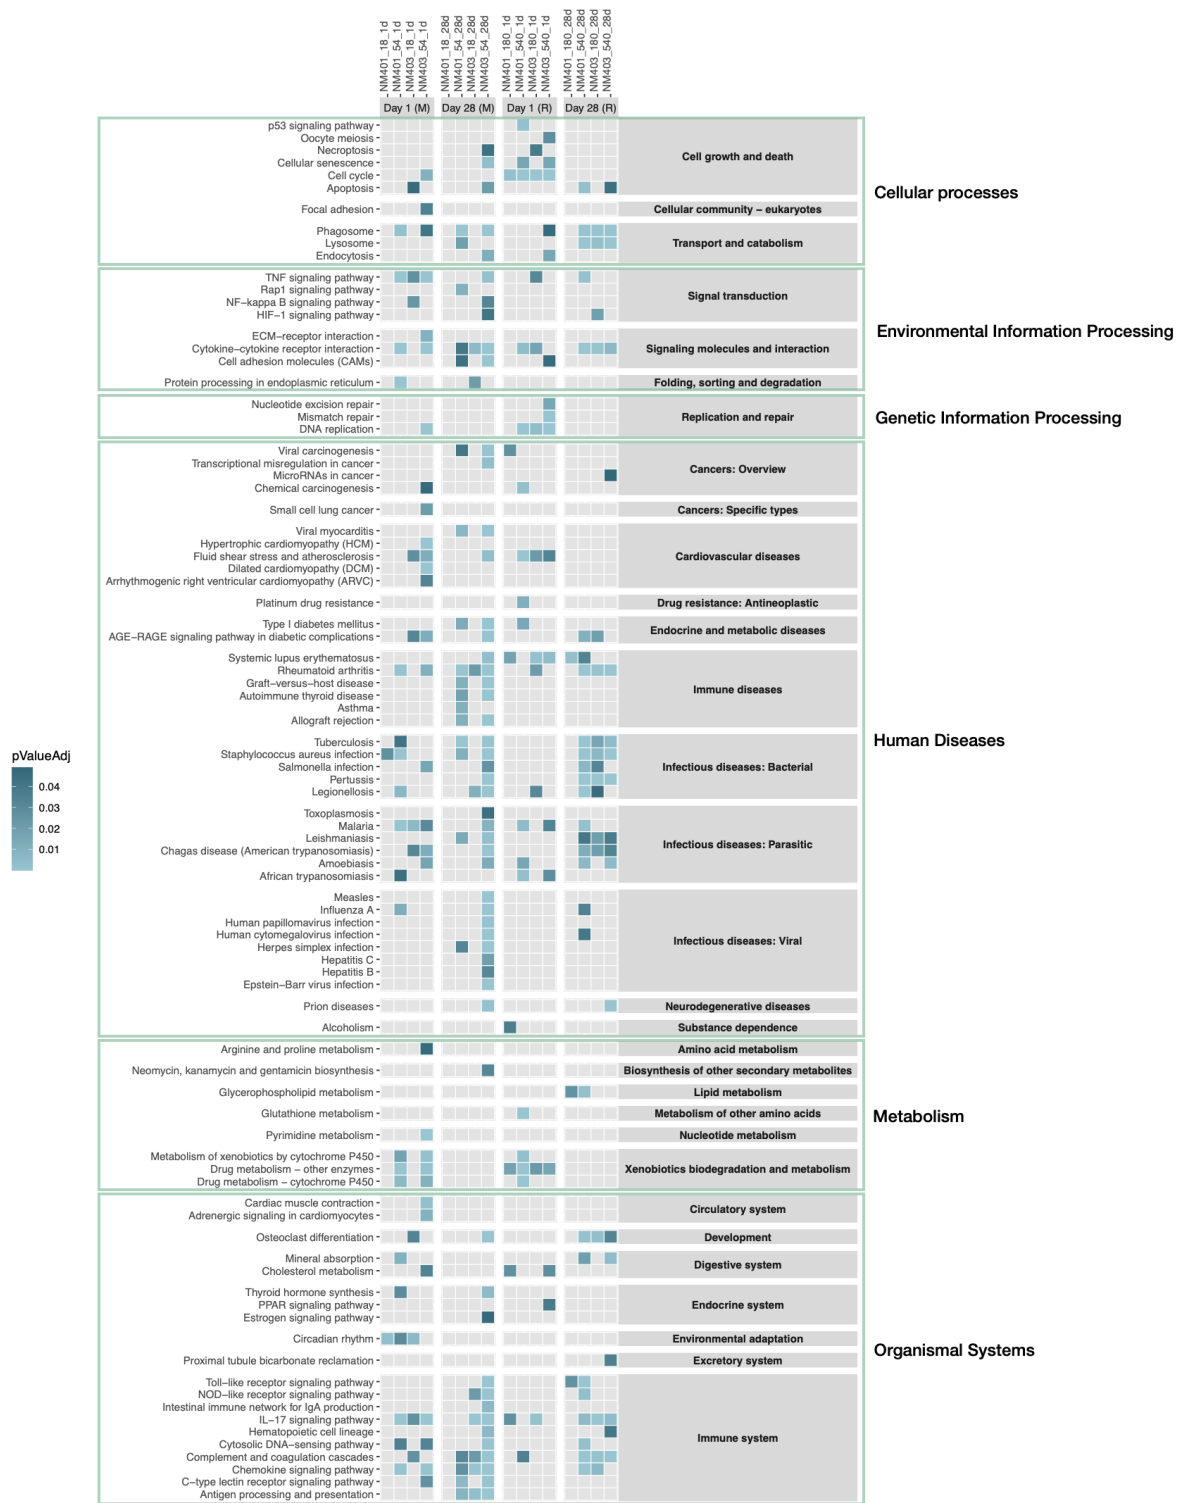 NM401_18_1d
NM401_54_1d
NM403_18_1d
NM403_54_1d
NM401_18_28d
NM401_54_28d
NM403_18_28d
NM403_54_28d
NM401_180_1d
NM401_540_1d
NM403_180_1d
NM403_540_1d
NM401_180_28d
NM401_540_28d
NM403_180_28d
NM403_540_28d
Day 1 (M)
Day 28 (M)
Day 1 (R)
Day 28 (R)
p53 signaling pathway
Oocyte meiosis
Necroptosis
Cellular senescence
Cell cycle
Apoptosis
Cell growth and death
Focal adhesion
Cellular community – eukaryotes
Phagosome
Lysosome
Endocytosis
Transport and catabolism
Cellular processes
TNF signaling pathway
Rap1 signaling pathway
NF−kappa B signaling pathway
HIF−1 signaling pathway
Signal transduction
ECM−receptor interaction
Cytokine−cytokine receptor interaction
Cell adhesion molecules (CAMs)
Signaling molecules and interaction
Protein processing in endoplasmic reticulum
Folding, sorting and degradation
Environmental Information Processing
Nucleotide excision repair
Mismatch repair
DNA replication
Replication and repair
Genetic Information Processing
Viral carcinogenesis
Transcriptional misregulation in cancer
MicroRNAs in cancer
Chemical carcinogenesis
Cancers: Overview
Small cell lung cancer
Cancers: Specific types
Viral myocarditis
Hypertrophic cardiomyopathy (HCM)
Fluid shear stress and atherosclerosis
Dilated cardiomyopathy (DCM)
Arrhythmogenic right ventricular cardiomyopathy (ARVC)
Cardiovascular diseases
Platinum drug resistance
Drug resistance: Antineoplastic
Type I diabetes mellitus
AGE−RAGE signaling pathway in diabetic complications
Endocrine and metabolic diseases
Systemic lupus erythematosus
Rheumatoid arthritis
Graft−versus−host disease
Autoimmune thyroid disease
Asthma
Allograft rejection
Immune diseases
Tuberculosis
Staphylococcus aureus infection
Salmonella infection
Pertussis
Legionellosis
Infectious diseases: Bacterial
Toxoplasmosis
Malaria
Leishmaniasis
Chagas disease (American trypanosomiasis)
Amoebiasis
African trypanosomiasis
Infectious diseases: Parasitic
Measles
Influenza A
Human papillomavirus infection
Human cytomegalovirus infection
Herpes simplex infection
Hepatitis C
Hepatitis B
Epstein−Barr virus infection
Infectious diseases: Viral
Prion diseases
Neurodegenerative diseases
Alcoholism
Substance dependence
Human Diseases
pValueAdj
0.04
0.03
0.02
0.01
Arginine and proline metabolism
Amino acid metabolism
Neomycin, kanamycin and gentamicin biosynthesis
Biosynthesis of other secondary metabolites
Glycerophospholipid metabolism
Lipid metabolism
Glutathione metabolism
Metabolism of other amino acids
Pyrimidine metabolism
Nucleotide metabolism
Metabolism of xenobiotics by cytochrome P450
Drug metabolism − other enzymes
Drug metabolism − cytochrome P450
Xenobiotics biodegradation and metabolism
Metabolism
Cardiac muscle contraction
Adrenergic signaling in cardiomyocytes
Circulatory system
Osteoclast differentiation
Development
Mineral absorption
Cholesterol metabolism
Digestive system
Thyroid hormone synthesis
PPAR signaling pathway
Estrogen signaling pathway
Endocrine system
Circadian rhythm
Environmental adaptation
Proximal tubule bicarbonate reclamation
Excretory system
Toll−like receptor signaling pathway
NOD−like receptor signaling pathway
Intestinal immune network for IgA production
IL−17 signaling pathway
Hematopoietic cell lineage
Cytosolic DNA−sensing pathway
Complement and coagulation cascades
Chemokine signaling pathway
C−type lectin receptor signaling pathway
Antigen processing and presentation
Immune system
Organismal Systems